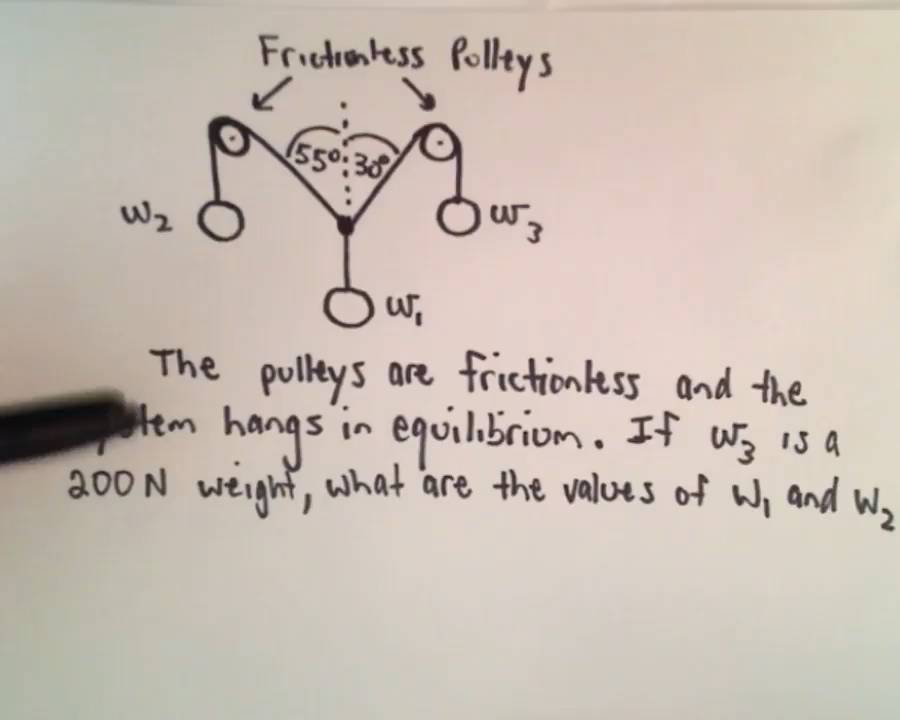 Frictionless Pulleys
55° 30°
W2 W3
W1
The pulleys are frictionless and the
hangs in equilibrium. If W3 is a
200N weight, what are the values of W1 and W2